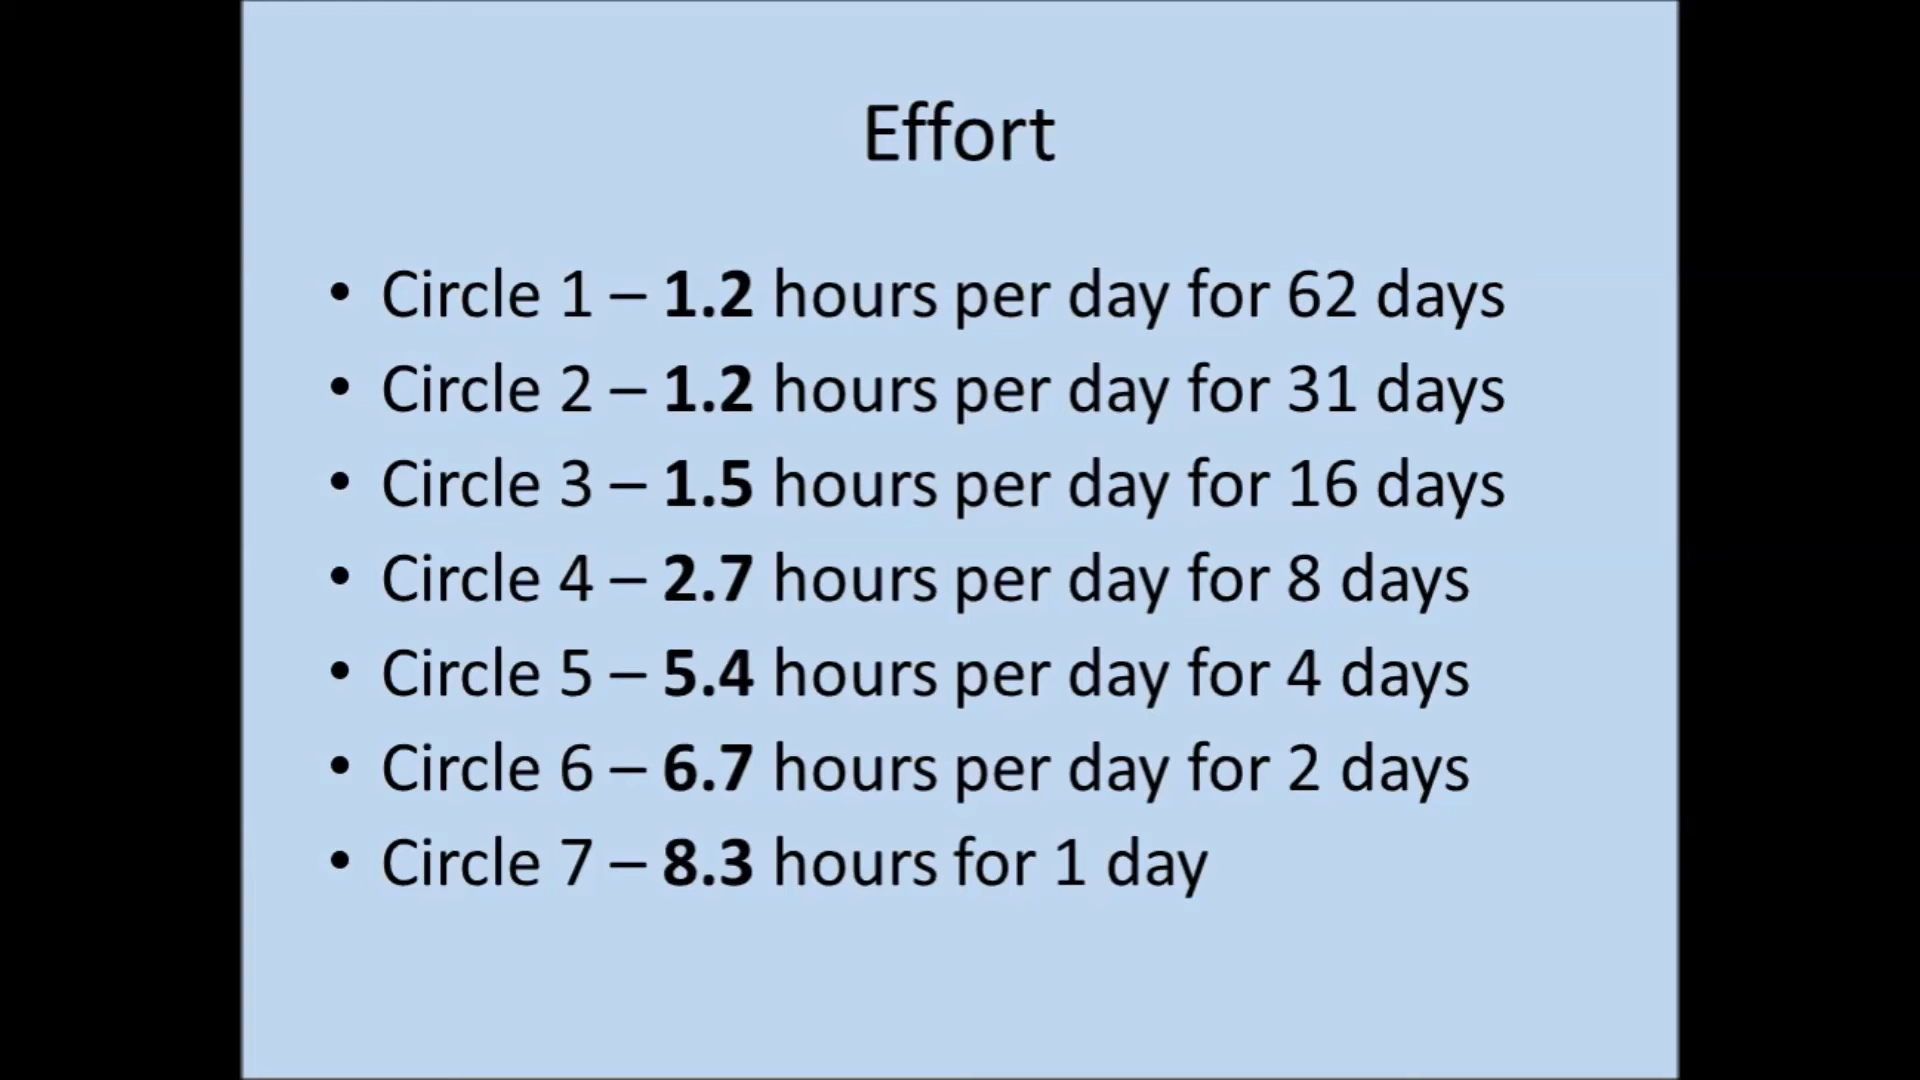 Effort
• Circle 1 – 1.2 hours per day for 62 days
• Circle 2 – 1.2 hours per day for 31 days
• Circle 3 – 1.5 hours per day for 16 days
• Circle 4 – 2.7 hours per day for 8 days
• Circle 5 – 5.4 hours per day for 4 days
• Circle 6 – 6.7 hours per day for 2 days
• Circle 7 – 8.3 hours for 1 day